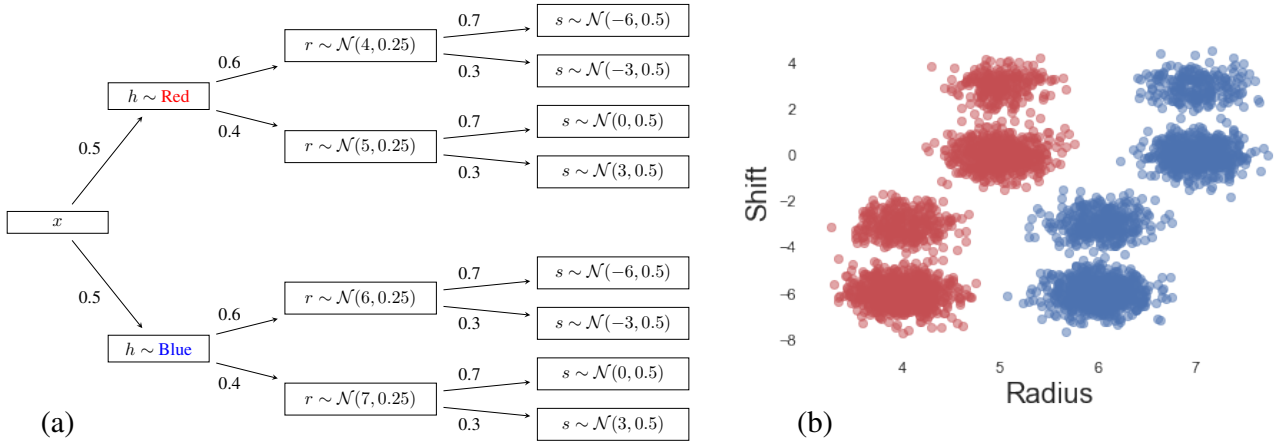 0.7
s ∼ N(−6, 0.5)
r ∼ N(4, 0.25)
0.6
0.3
s ∼ N(−3, 0.5)
h ∼ Red
0.4
0.7
s ∼ N(0, 0.5)
r ∼ N(5, 0.25)
0.5
0.3
s ∼ N(3, 0.5)
x
0.7
s ∼ N(−6, 0.5)
0.5
r ∼ N(6, 0.25)
0.6
0.3
s ∼ N(−3, 0.5)
h ∼ Blue
0.4
0.7
s ∼ N(0, 0.5)
r ∼ N(7, 0.25)
0.3
s ∼ N(3, 0.5)
(a)
4
2
0
−2
−4
−6
−8
Shift
4 5 6 7
Radius
(b)